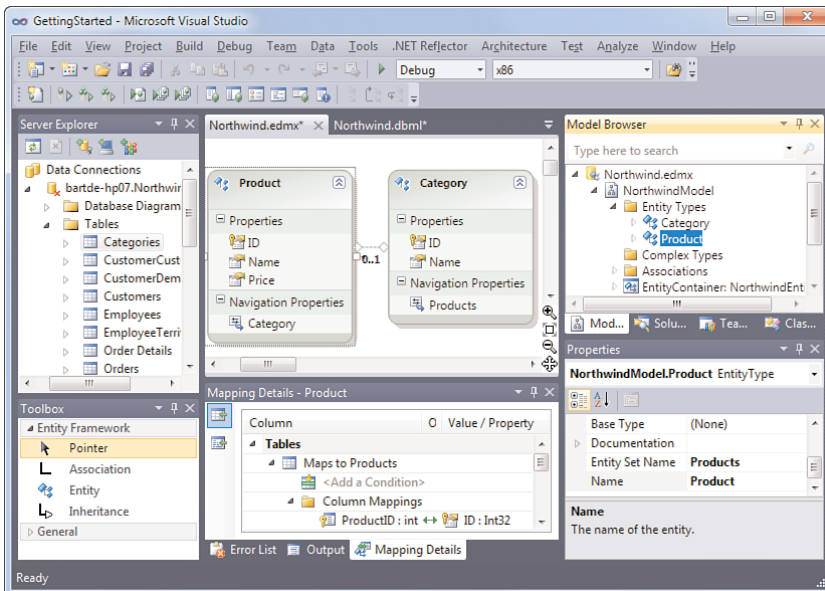 GettingStarted - Microsoft Visual Studio
File Edit View Project Build Debug Team Data Tools .NET Reflector Architecture Test Analyze Window Help
Debug x86
Server Explorer
Data Connections
bartde-hp07.Northwir
Database Diagram
Tables
Categories
CustomerCust
CustomerDem
Customers
Employees
EmployeeTerri
Order Details
Orders
Toolbox
Entity Framework
Pointer
Association
Entity
Inheritance
General
Northwind.edmx* Northwind.dbml*
Product
Properties
ID
Name
Price
Navigation Properties
Category
0..1
Category
Properties
ID
Name
Navigation Properties
Products
Mapping Details - Product
Column O Value / Property
Tables
Maps to Products
<Add a Condition>
Column Mappings
ProductID : int ↔ ID : Int32
Error List Output Mapping Details
Model Browser
Type here to search
Northwind.edmx
NorthwindModel
Entity Types
Category
Product
Complex Types
Associations
EntityContainer: NorthwindEnti
Mod... Solu... Tea... Clas...
Properties
NorthwindModel.Product EntityType
Base Type (None)
Documentation
Entity Set Name Products
Name Product
Name
The name of the entity.
Ready